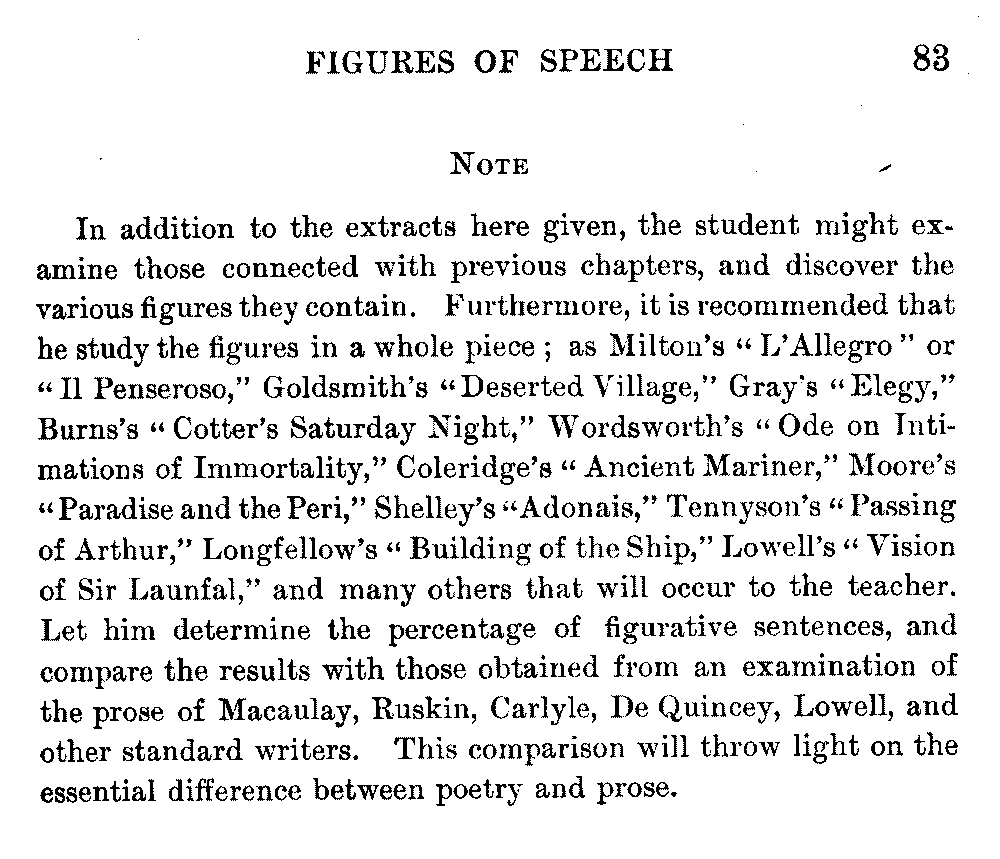 FIGURES OF SPEECH 83
NOTE
In addition to the extracts here given, the student might ex-
amine those connected with previous chapters, and discover the
various figures they contain. Furthermore, it is recommended that
he study the figures in a whole piece ; as Milton's “ L'Allegro ” or
“ Il Penseroso,” Goldsmith's “Deserted Village,” Gray's “Elegy,”
Burns's “ Cotter's Saturday Night,” Wordsworth's “ Ode on Inti-
mations of Immortality,” Coleridge's “ Ancient Mariner,” Moore's
“Paradise and the Peri,” Shelley's “Adonais,” Tennyson's “ Passing
of Arthur,” Longfellow's “ Building of the Ship,” Lowell's “ Vision
of Sir Launfal,” and many others that will occur to the teacher.
Let him determine the percentage of figurative sentences, and
compare the results with those obtained from an examination of
the prose of Macaulay, Ruskin, Carlyle, De Quincey, Lowell, and
other standard writers. This comparison will throw light on the
essential difference between poetry and prose.